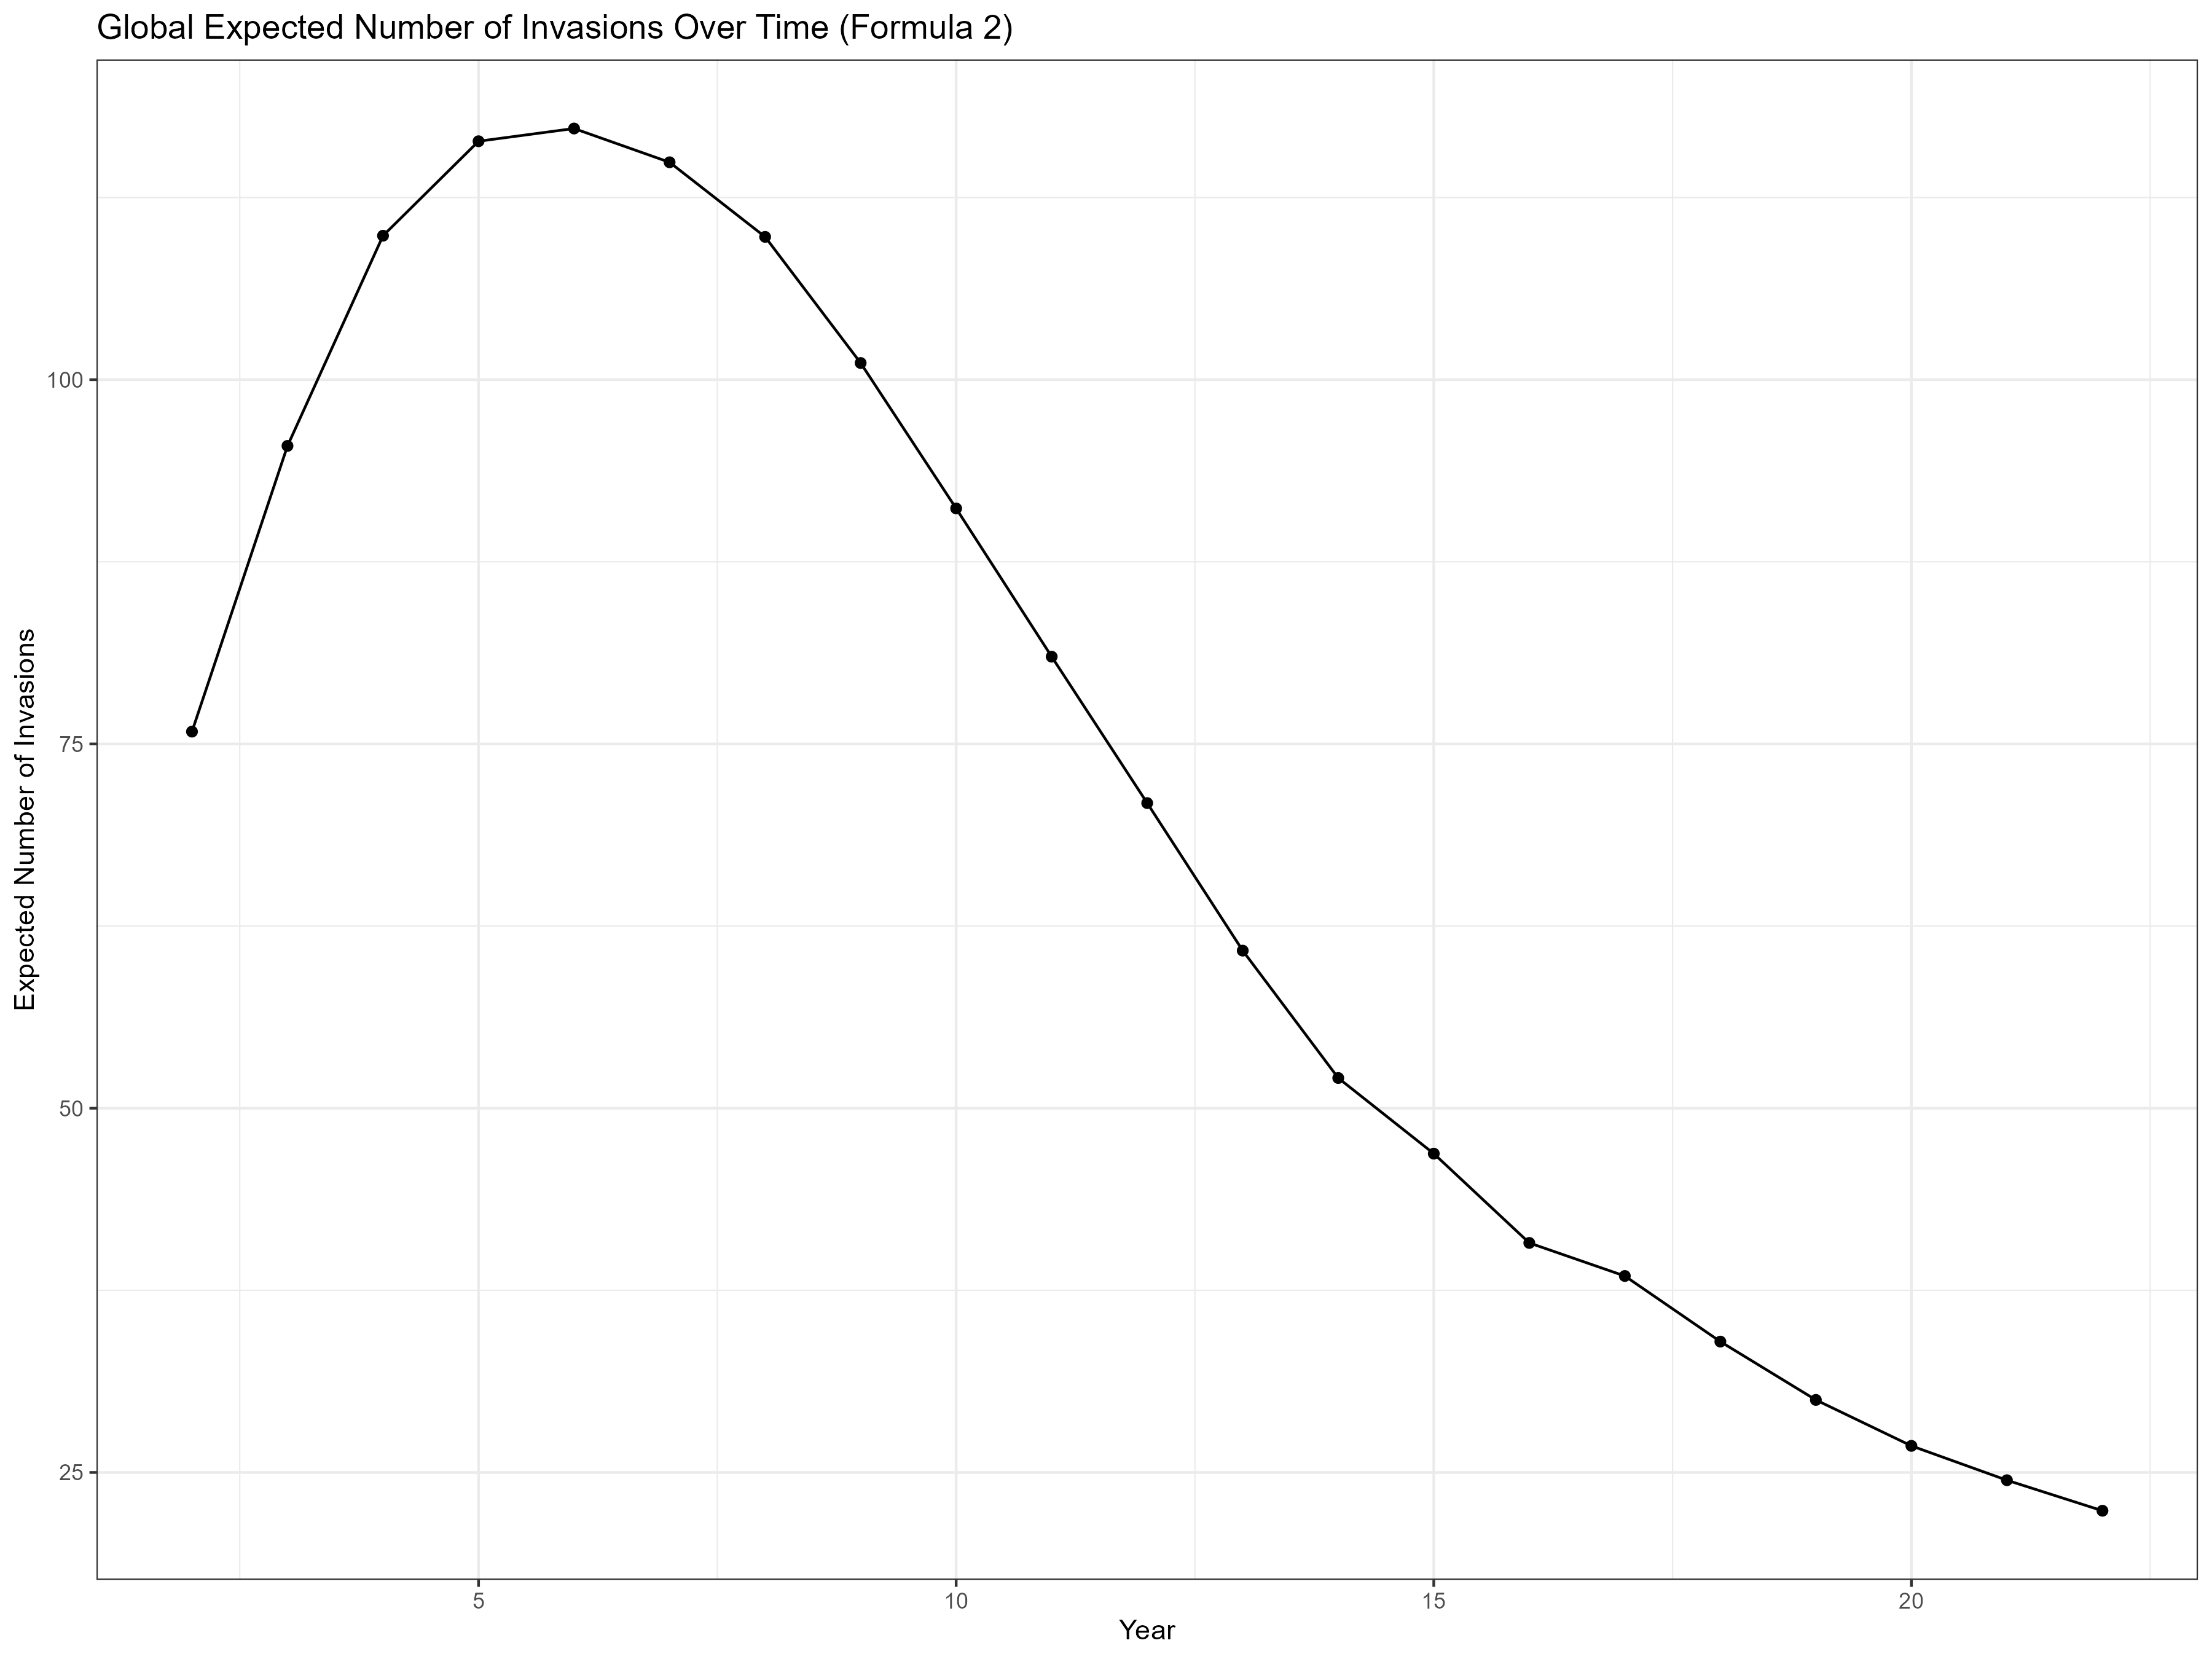 Global Expected Number of Invasions Over Time (Formula 2)
Expected Number of Invasions
100
75
50
25
5
10
15
20
Year